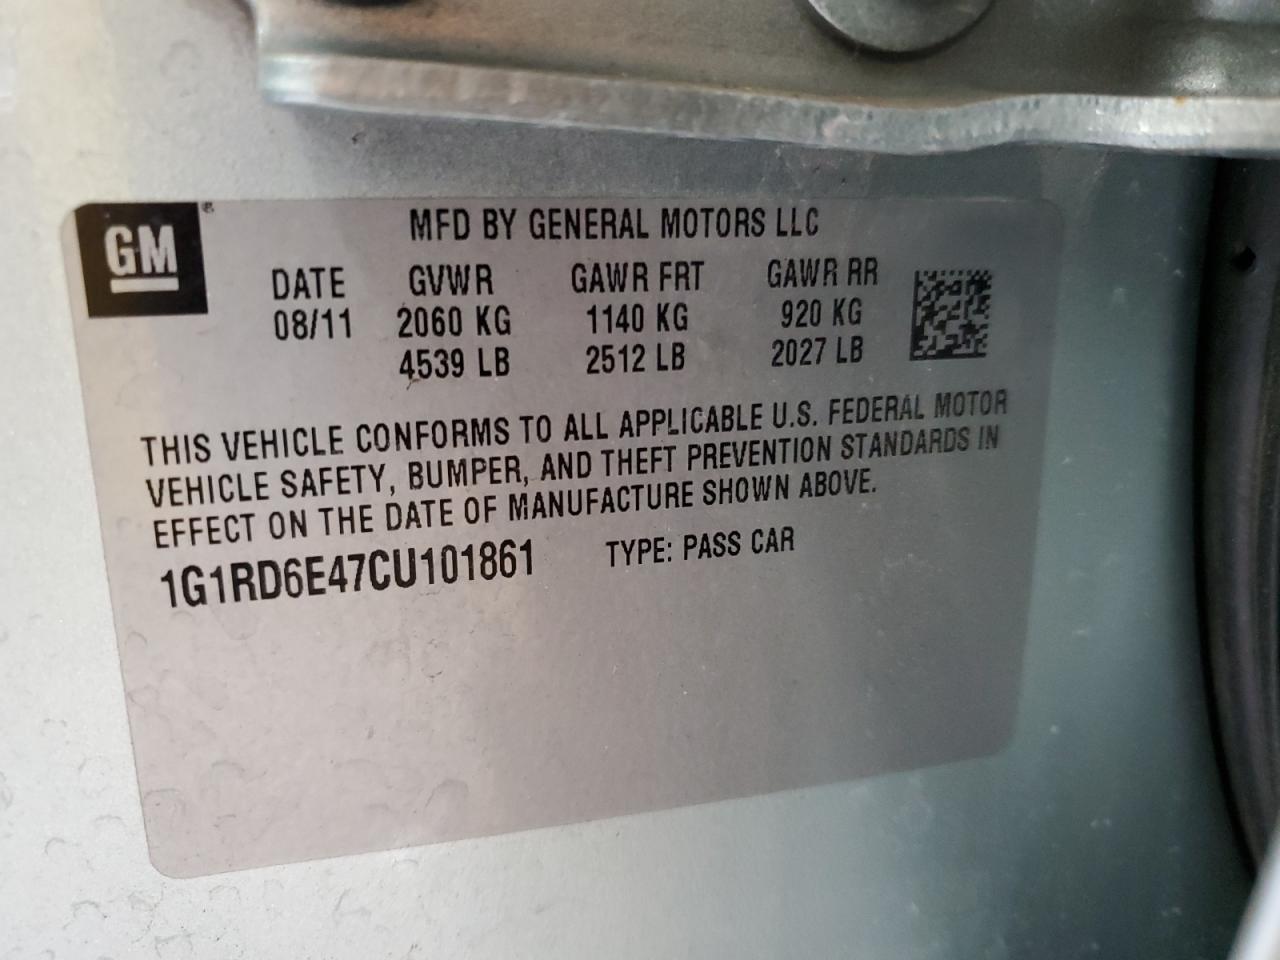 GM ®
MFD BY GENERAL MOTORS LLC
DATE GVWR GAWR FRT GAWR RR
08/11 2060 KG 1140 KG 920 KG
4539 LB 2512 LB 2027 LB
THIS VEHICLE CONFORMS TO ALL APPLICABLE U.S. FEDERAL MOTOR
VEHICLE SAFETY, BUMPER, AND THEFT PREVENTION STANDARDS IN
EFFECT ON THE DATE OF MANUFACTURE SHOWN ABOVE.
1G1RD6E47CU101861 TYPE: PASS CAR